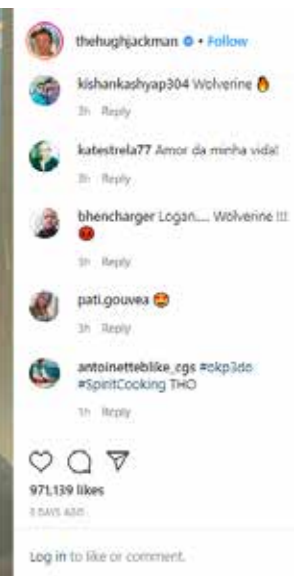 thehughjackman • Follow
kishankashyap304 Wolverine 🔥
3h Reply
katestrela77 Amor da minha vida!
3h Reply
bhencharger Logan.... Wolverine !!!
😡
3h Reply
pati.gouvea 🤩
3h Reply
antoinetteblike_cgs #okp3do
#SpiritCooking THO
1h Reply
971,139 likes
DAYS AGO
Log in to like or comment.